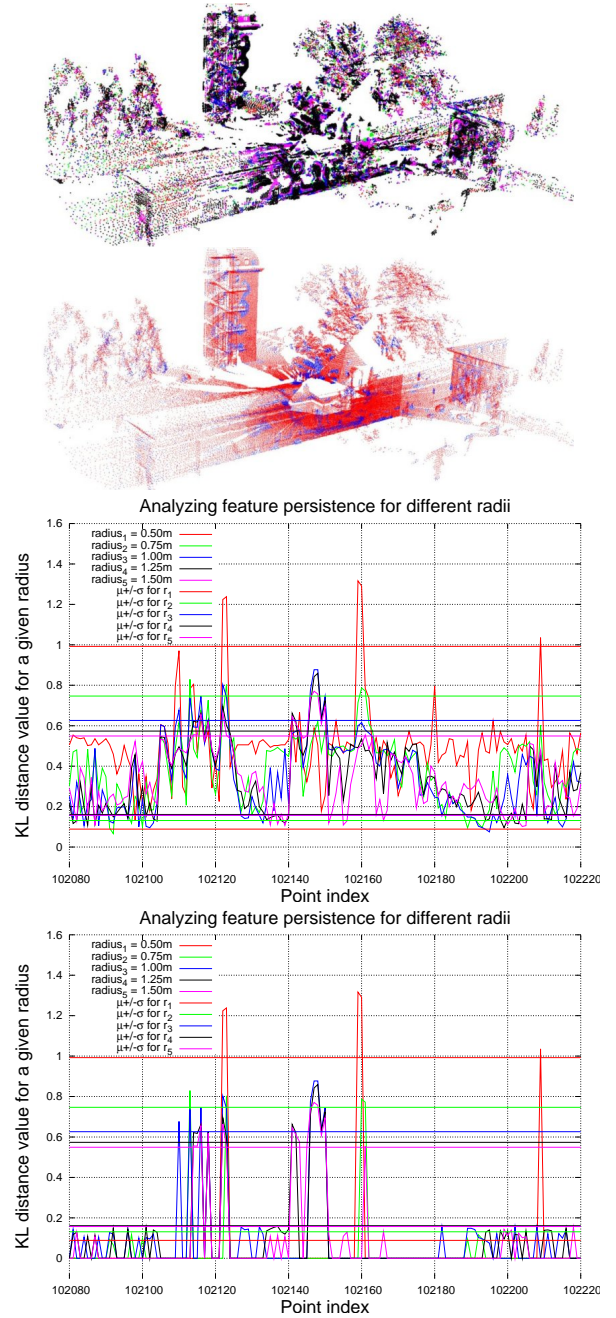 Analyzing feature persistence for different radii
KL distance value for a given radius
1.6
1.4
1.2
1
0.8
0.6
0.4
0.2
0
radius₁ = 0.50m
radius₂ = 0.75m
radius₃ = 1.00m
radius₄ = 1.25m
radius₅ = 1.50m
μ+/-σ for r₁
μ+/-σ for r₂
μ+/-σ for r₃
μ+/-σ for r₄
μ+/-σ for r₅
102080 102100 102120 102140 102160 102180 102200 102220
Point index
Analyzing feature persistence for different radii
KL distance value for a given radius
1.6
1.4
1.2
1
0.8
0.6
0.4
0.2
0
radius₁ = 0.50m
radius₂ = 0.75m
radius₃ = 1.00m
radius₄ = 1.25m
radius₅ = 1.50m
μ+/-σ for r₁
μ+/-σ for r₂
μ+/-σ for r₃
μ+/-σ for r₄
μ+/-σ for r₅
102080 102100 102120 102140 102160 102180 102200 102220
Point index